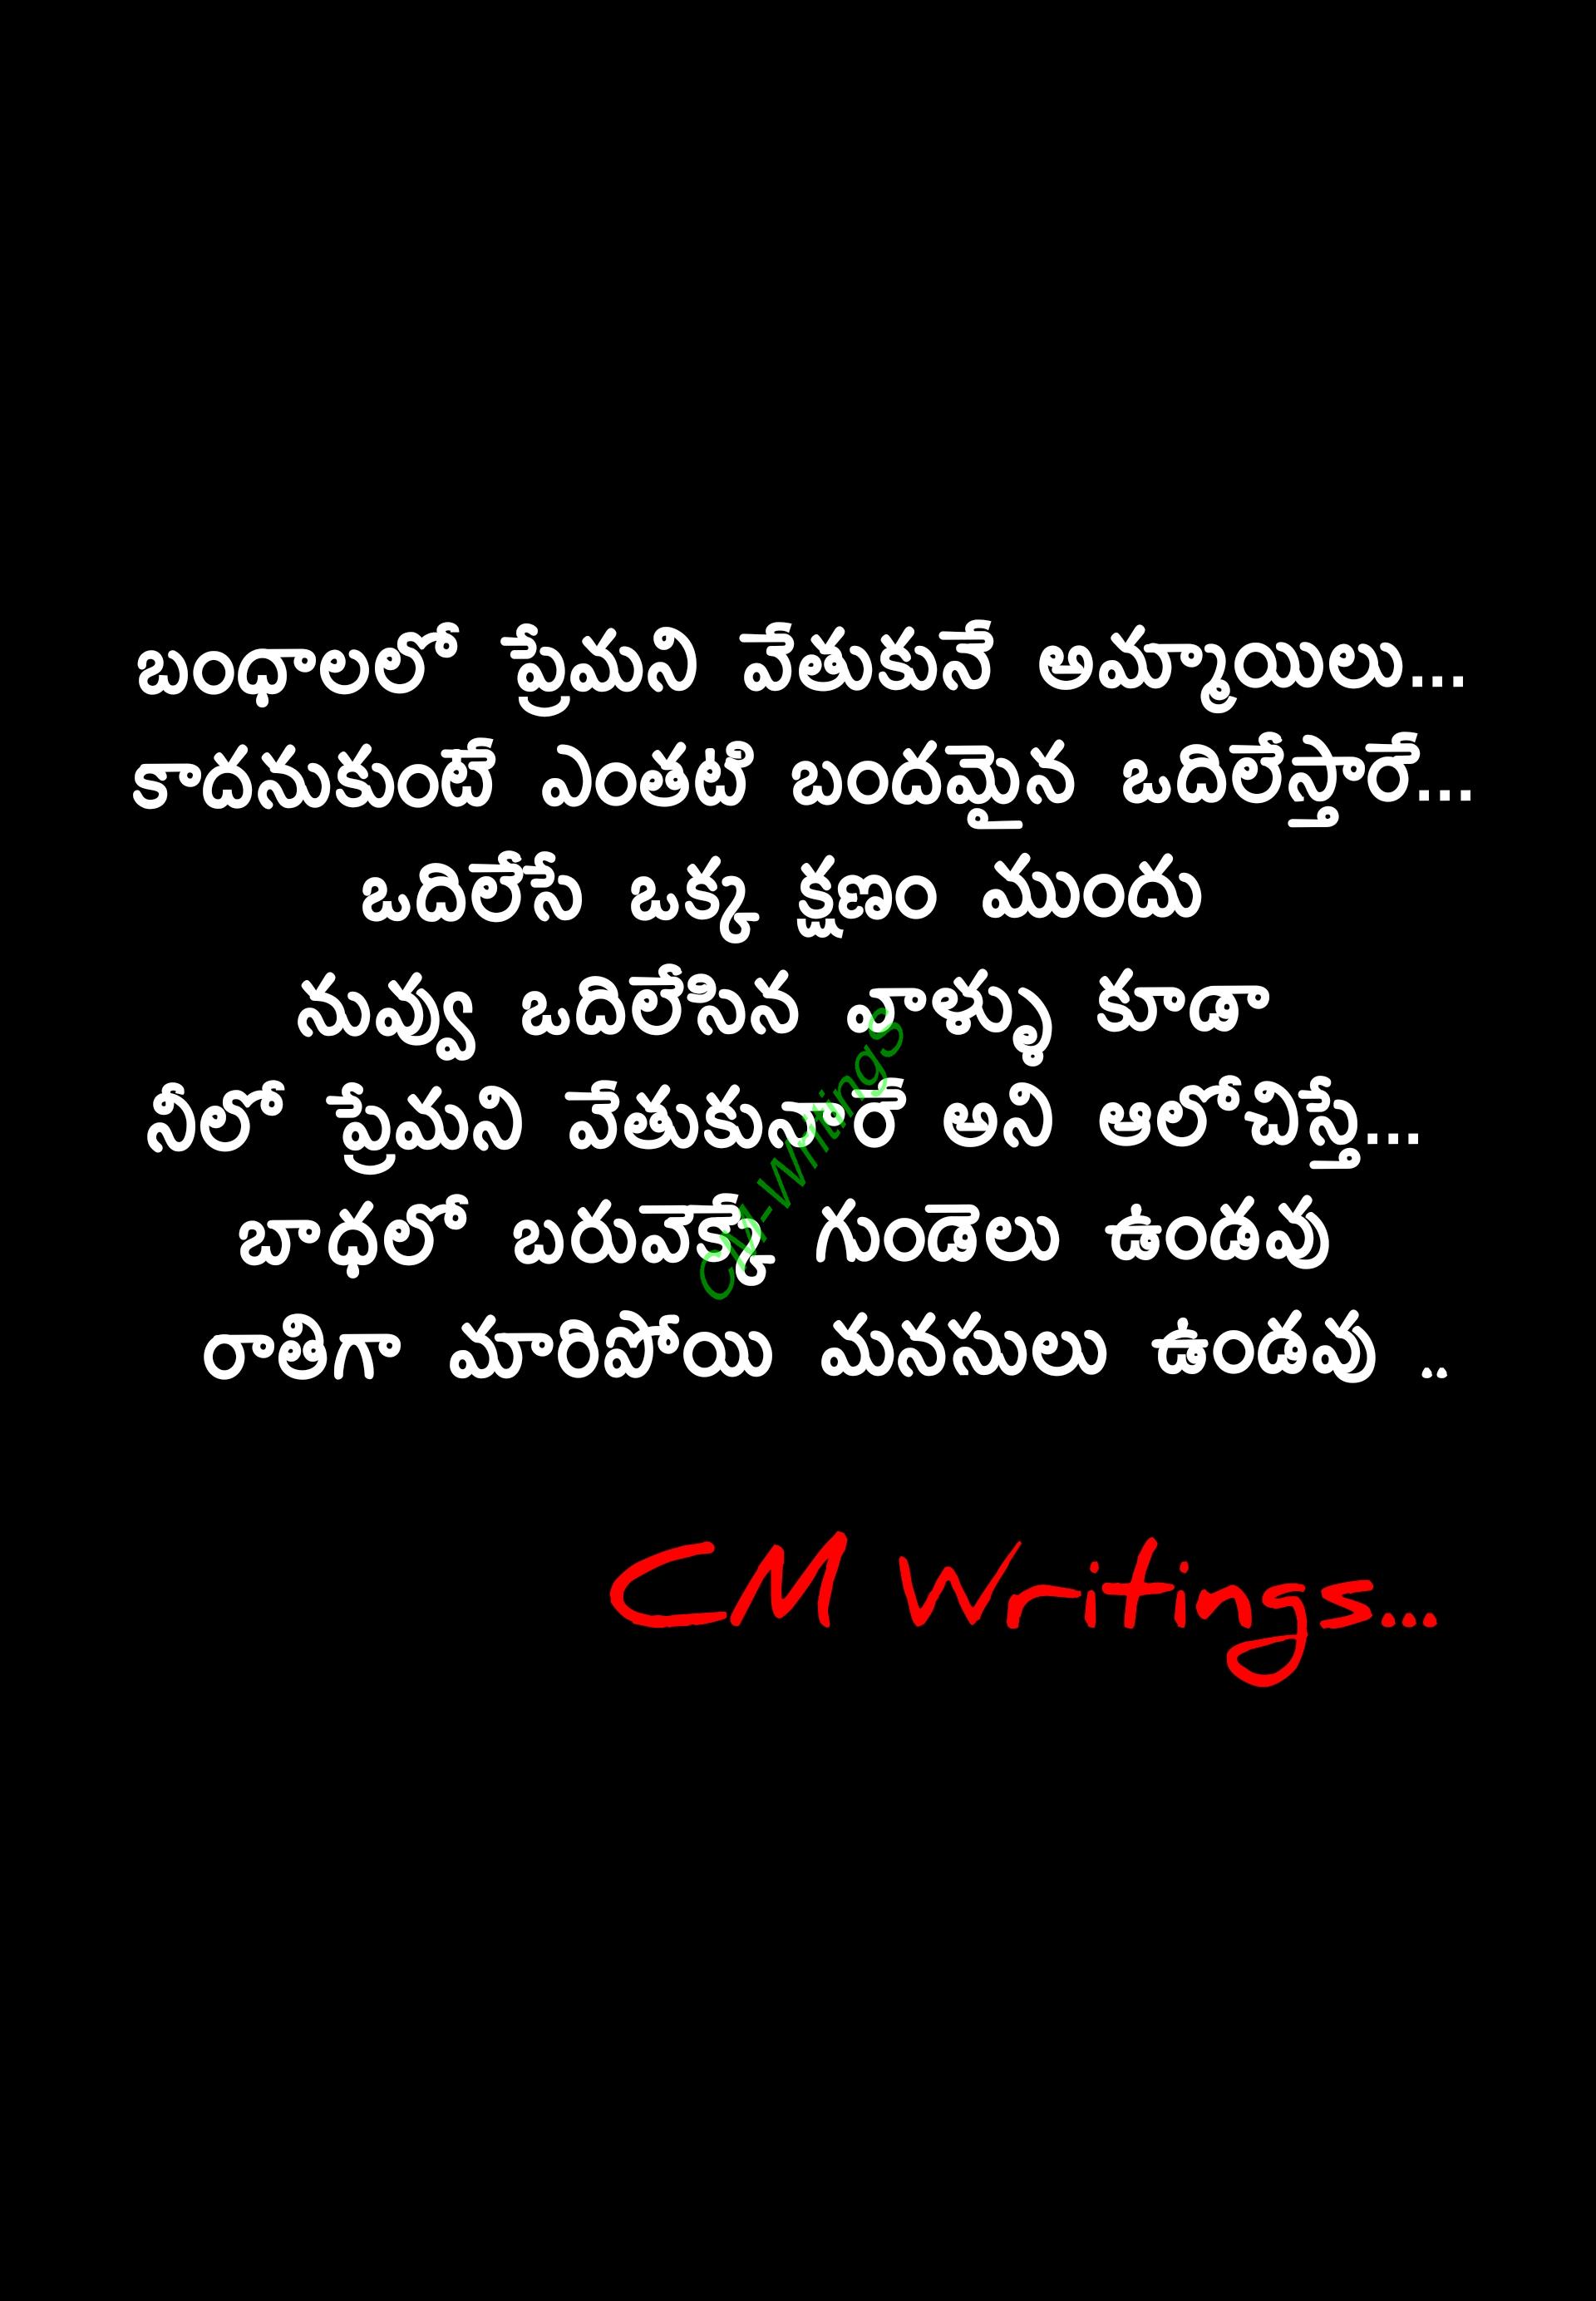 బంధాలలో ప్రేమని వేతుకునే అమ్మాయిలు...
కాదనుకుంటే ఎంతటి బందమైన ఒదిలేస్తారే...
ఒదిలేసే ఒక్క క్షణం ముందు
నువ్వు ఒదిలేసిన వాళ్ళు కూడా
నీలో ప్రేమని వేతుకునారే అని ఆలోచిస్తే...
బాధలో బరువెక్కే గుండెలు ఉండవు
రాతిగా మారిపోయి మనసులు ఉండవు ..
CM-Writings
CM Writings...